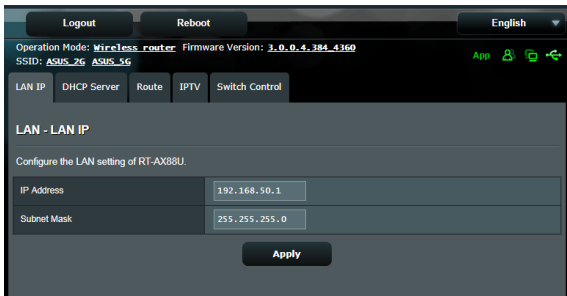 Logout Reboot English
Operation Mode: Wireless router Firmware Version: 3.0.0.4.384_4360
SSID: ASUS_2G ASUS_5G
App
LAN IP DHCP Server Route IPTV Switch Control
LAN - LAN IP
Configure the LAN setting of RT-AX88U.
IP Address 192.168.50.1
Subnet Mask 255.255.255.0
Apply